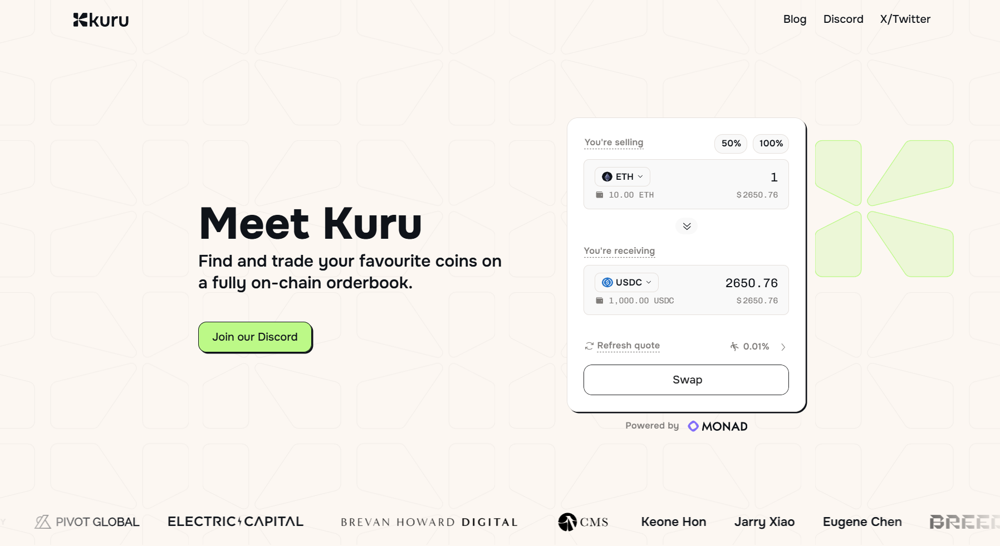 kuru
Blog
Discord
X/Twitter
You're selling
50%
100%
ETH
1
10.00 ETH
$2650.76
Meet Kuru
Find and trade your favourite coins on
a fully on-chain orderbook.
Join our Discord
You're receiving
USDC
2650.76
1,000.00 USDC
$2650.76
Refresh quote
0.01%
Swap
Powered by MONAD
Y
PIVOT GLOBAL
ELECTRIC CAPITAL
BREVAN HOWARD DIGITAL
CMS
Keone Hon
Jarry Xiao
Eugene Chen
BREED